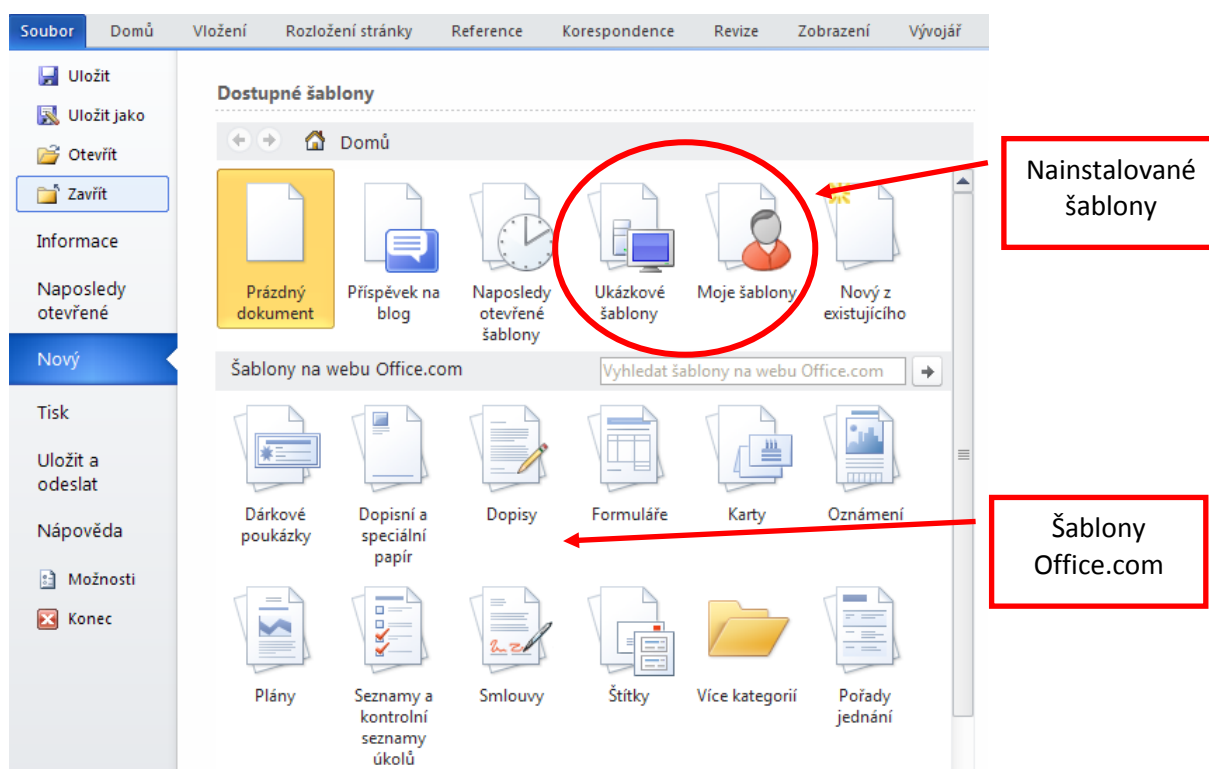 Soubor Domů Vložení Rozložení stránky Reference Korespondence Revize Zobrazení Vývojář
Uložit
Uložit jako
Otevřít
Zavřít
Informace
Naposledy
otevřené
Nový
Tisk
Uložit a
odeslat
Nápověda
Možnosti
Konec
Dostupné šablony
Domů
Prázdný
dokument
Příspěvek na
blog
Naposledy
otevřené
šablony
Ukázkové
šablony
Moje šablony
Nový z
existujícího
Nainstalované
šablony
Šablony na webu Office.com
Vyhledat šablony na webu Office.com
Dárkové
poukázky
Dopisní a
speciální
papír
Dopisy
Formuláře
Karty
Oznámení
Šablony
Office.com
Plány
Seznamy a
kontrolní
seznamy
úkolů
Smlouvy
Štítky
Více kategorií
Pořady
jednání